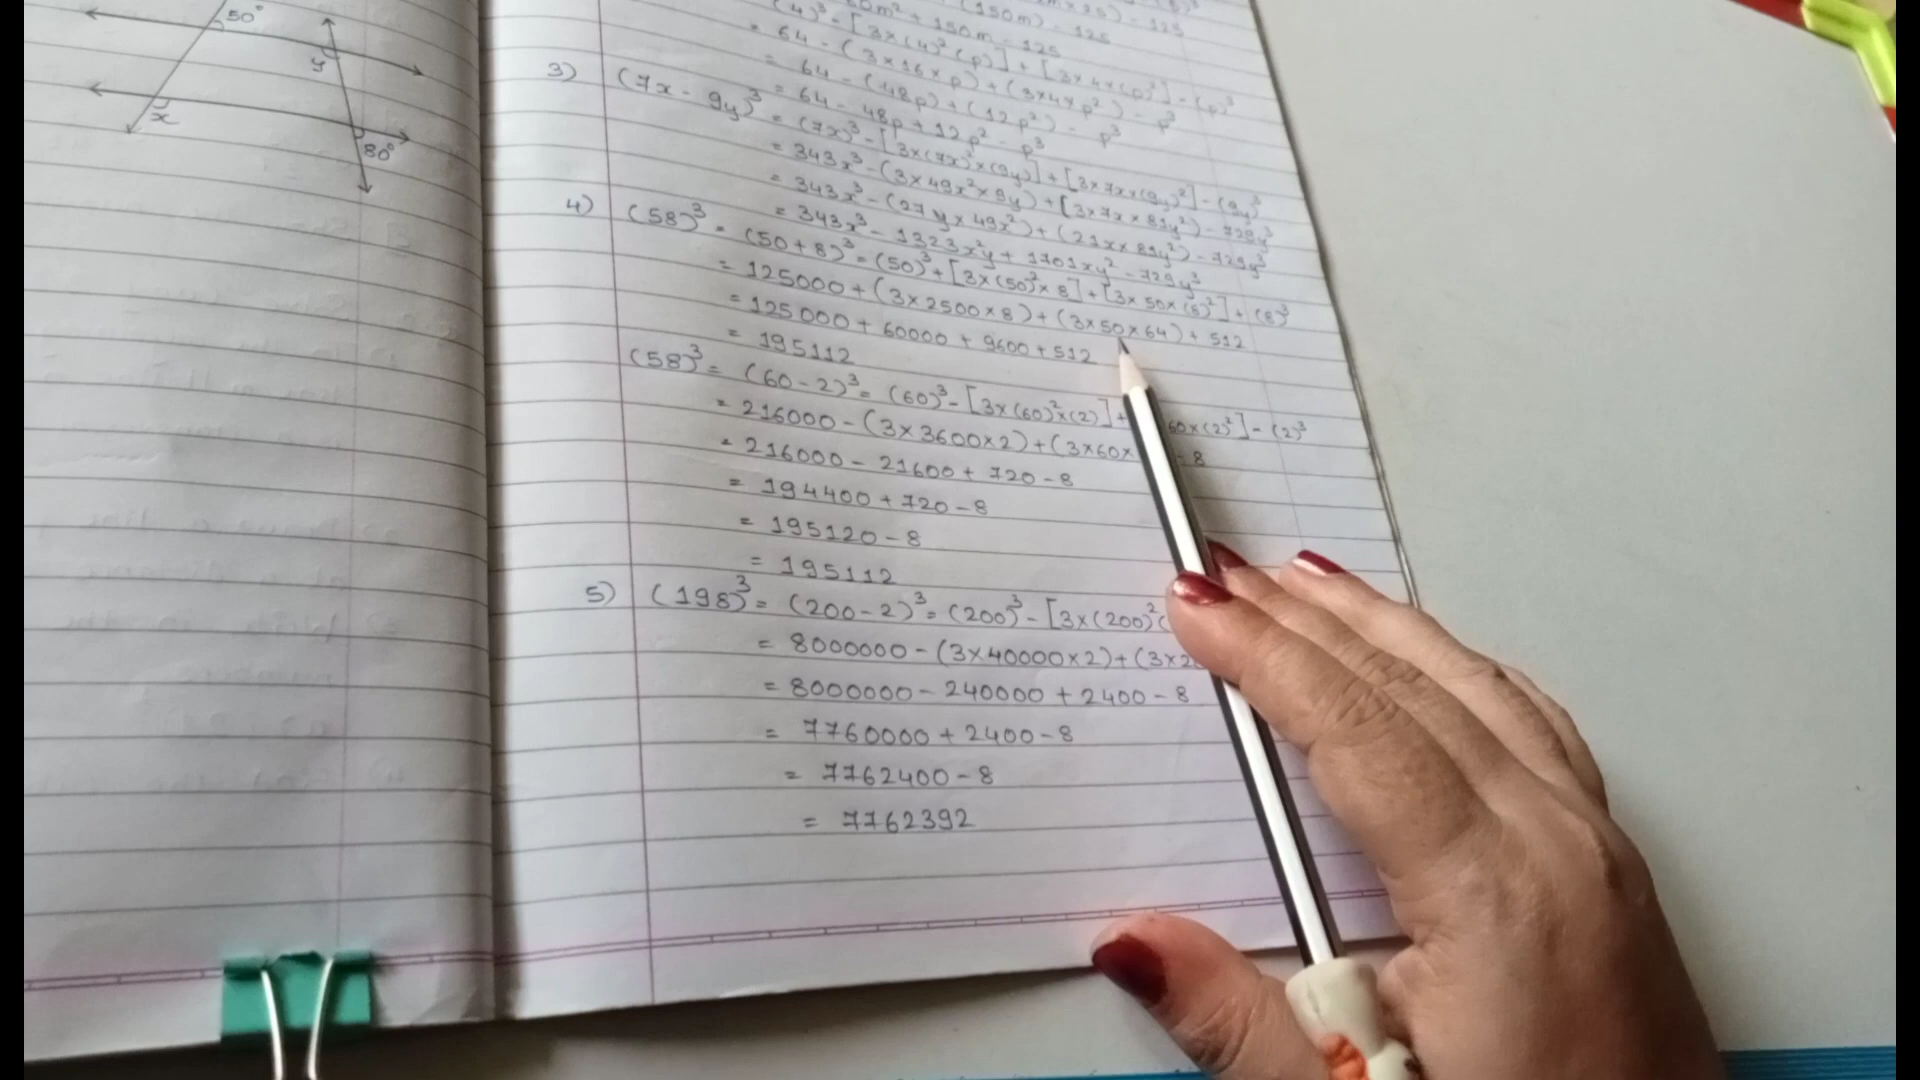 50°
y
x
80°
60m² + 150m - 125
(4)³ - [3×(4)²(p)] + [3×4×(p)²] - (p)³
= 64 - (3×16×p) + (3×4×p²) - p³
= 64 - (48p) + (12p²) - p³
= 64 - 48p + 12p² - p³
3) (7x - 9y)³ = (7x)³ - [3×(7x)²×(9y)] + [3×7x×(9y)²] - (9y)³
= 343x³ - (3×49x²×9y) + [3×7x×81y²) - 729y³
= 343x³ - (27y×49x²) + (21x×81y²) - 729y³
= 343x³ - 1323x²y + 1701xy² - 729y³
4) (58)³ = (50+8)³ = (50)³ + [3×(50)²×8] + [3×50×(8)²] + (8)³
= 125000 + (3×2500×8) + (3×50×64) + 512
= 125000 + 60000 + 9600 + 512
= 195112
(58)³ = (60-2)³ = (60)³ - [3×(60)²×(2)] + 60×(2)²] - (2)³
= 216000 - (3×3600×2) + (3×60× - 8
= 216000 - 21600 + 720 - 8
= 194400 + 720 - 8
= 195120 - 8
= 195112
5) (198)³ = (200-2)³ = (200)³ - [3×(200)²(
= 8000000 - (3×40000×2) + (3×2
= 8000000 - 240000 + 2400 - 8
= 7760000 + 2400 - 8
= 7762400 - 8
= 7762392